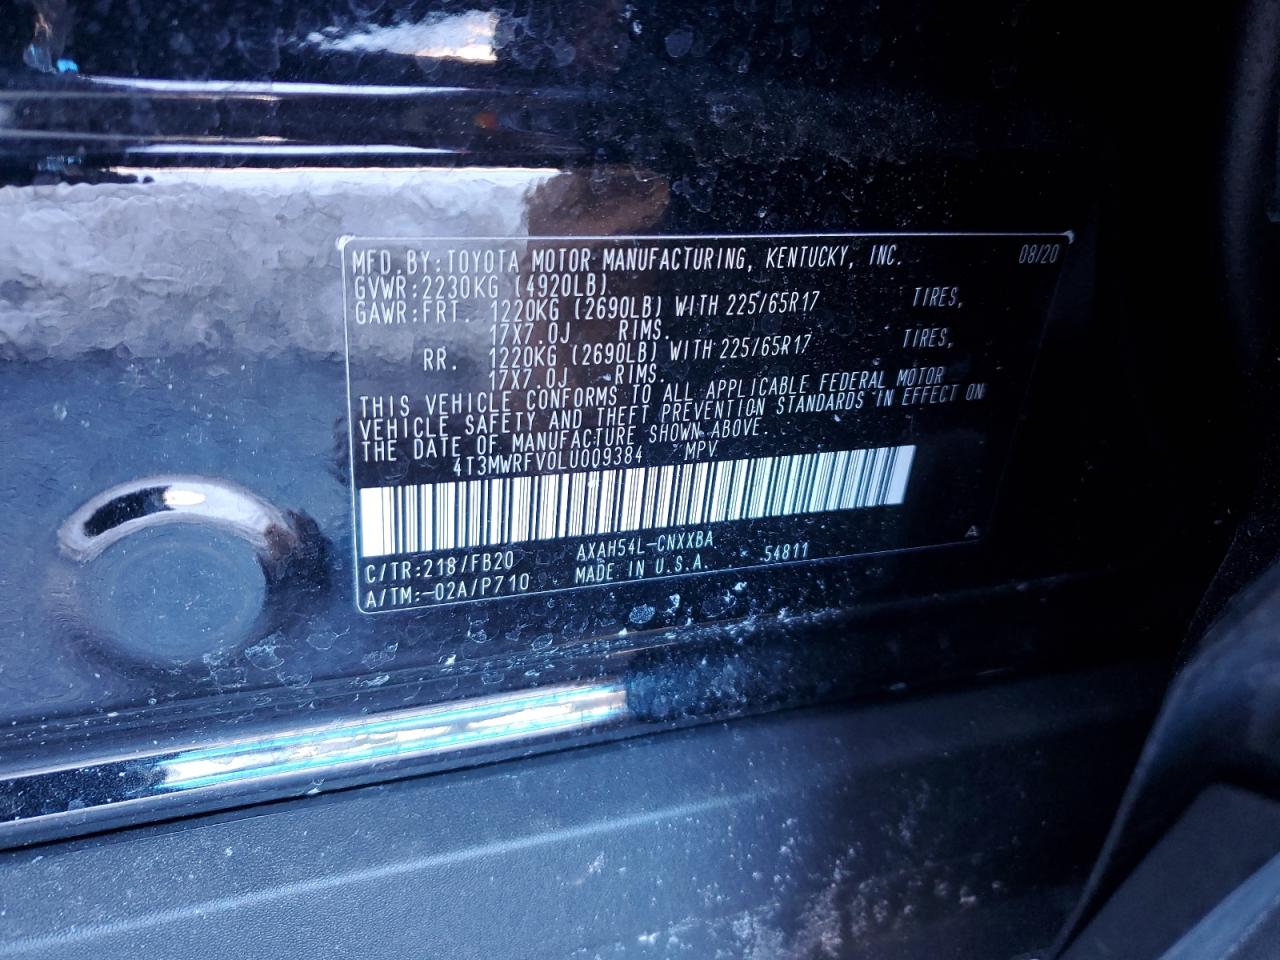 MFD.BY:TOYOTA MOTOR MANUFACTURING, KENTUCKY, INC. 08/20
GVWR:2230KG (4920LB)
GAWR:FRT. 1220KG (2690LB) WITH 225/65R17 TIRES,
17X7.0J RIMS.
RR. 1220KG (2690LB) WITH 225/65R17 TIRES,
17X7.0J RIMS.
THIS VEHICLE CONFORMS TO ALL APPLICABLE FEDERAL MOTOR
VEHICLE SAFETY AND THEFT PREVENTION STANDARDS IN EFFECT ON
THE DATE OF MANUFACTURE SHOWN ABOVE.
4T3MWRFV0LU009384 MPV
C/TR:218/FB20 AXAH54L-CNXXBA A
A/TM:-02A/P710 MADE IN U.S.A. 54811